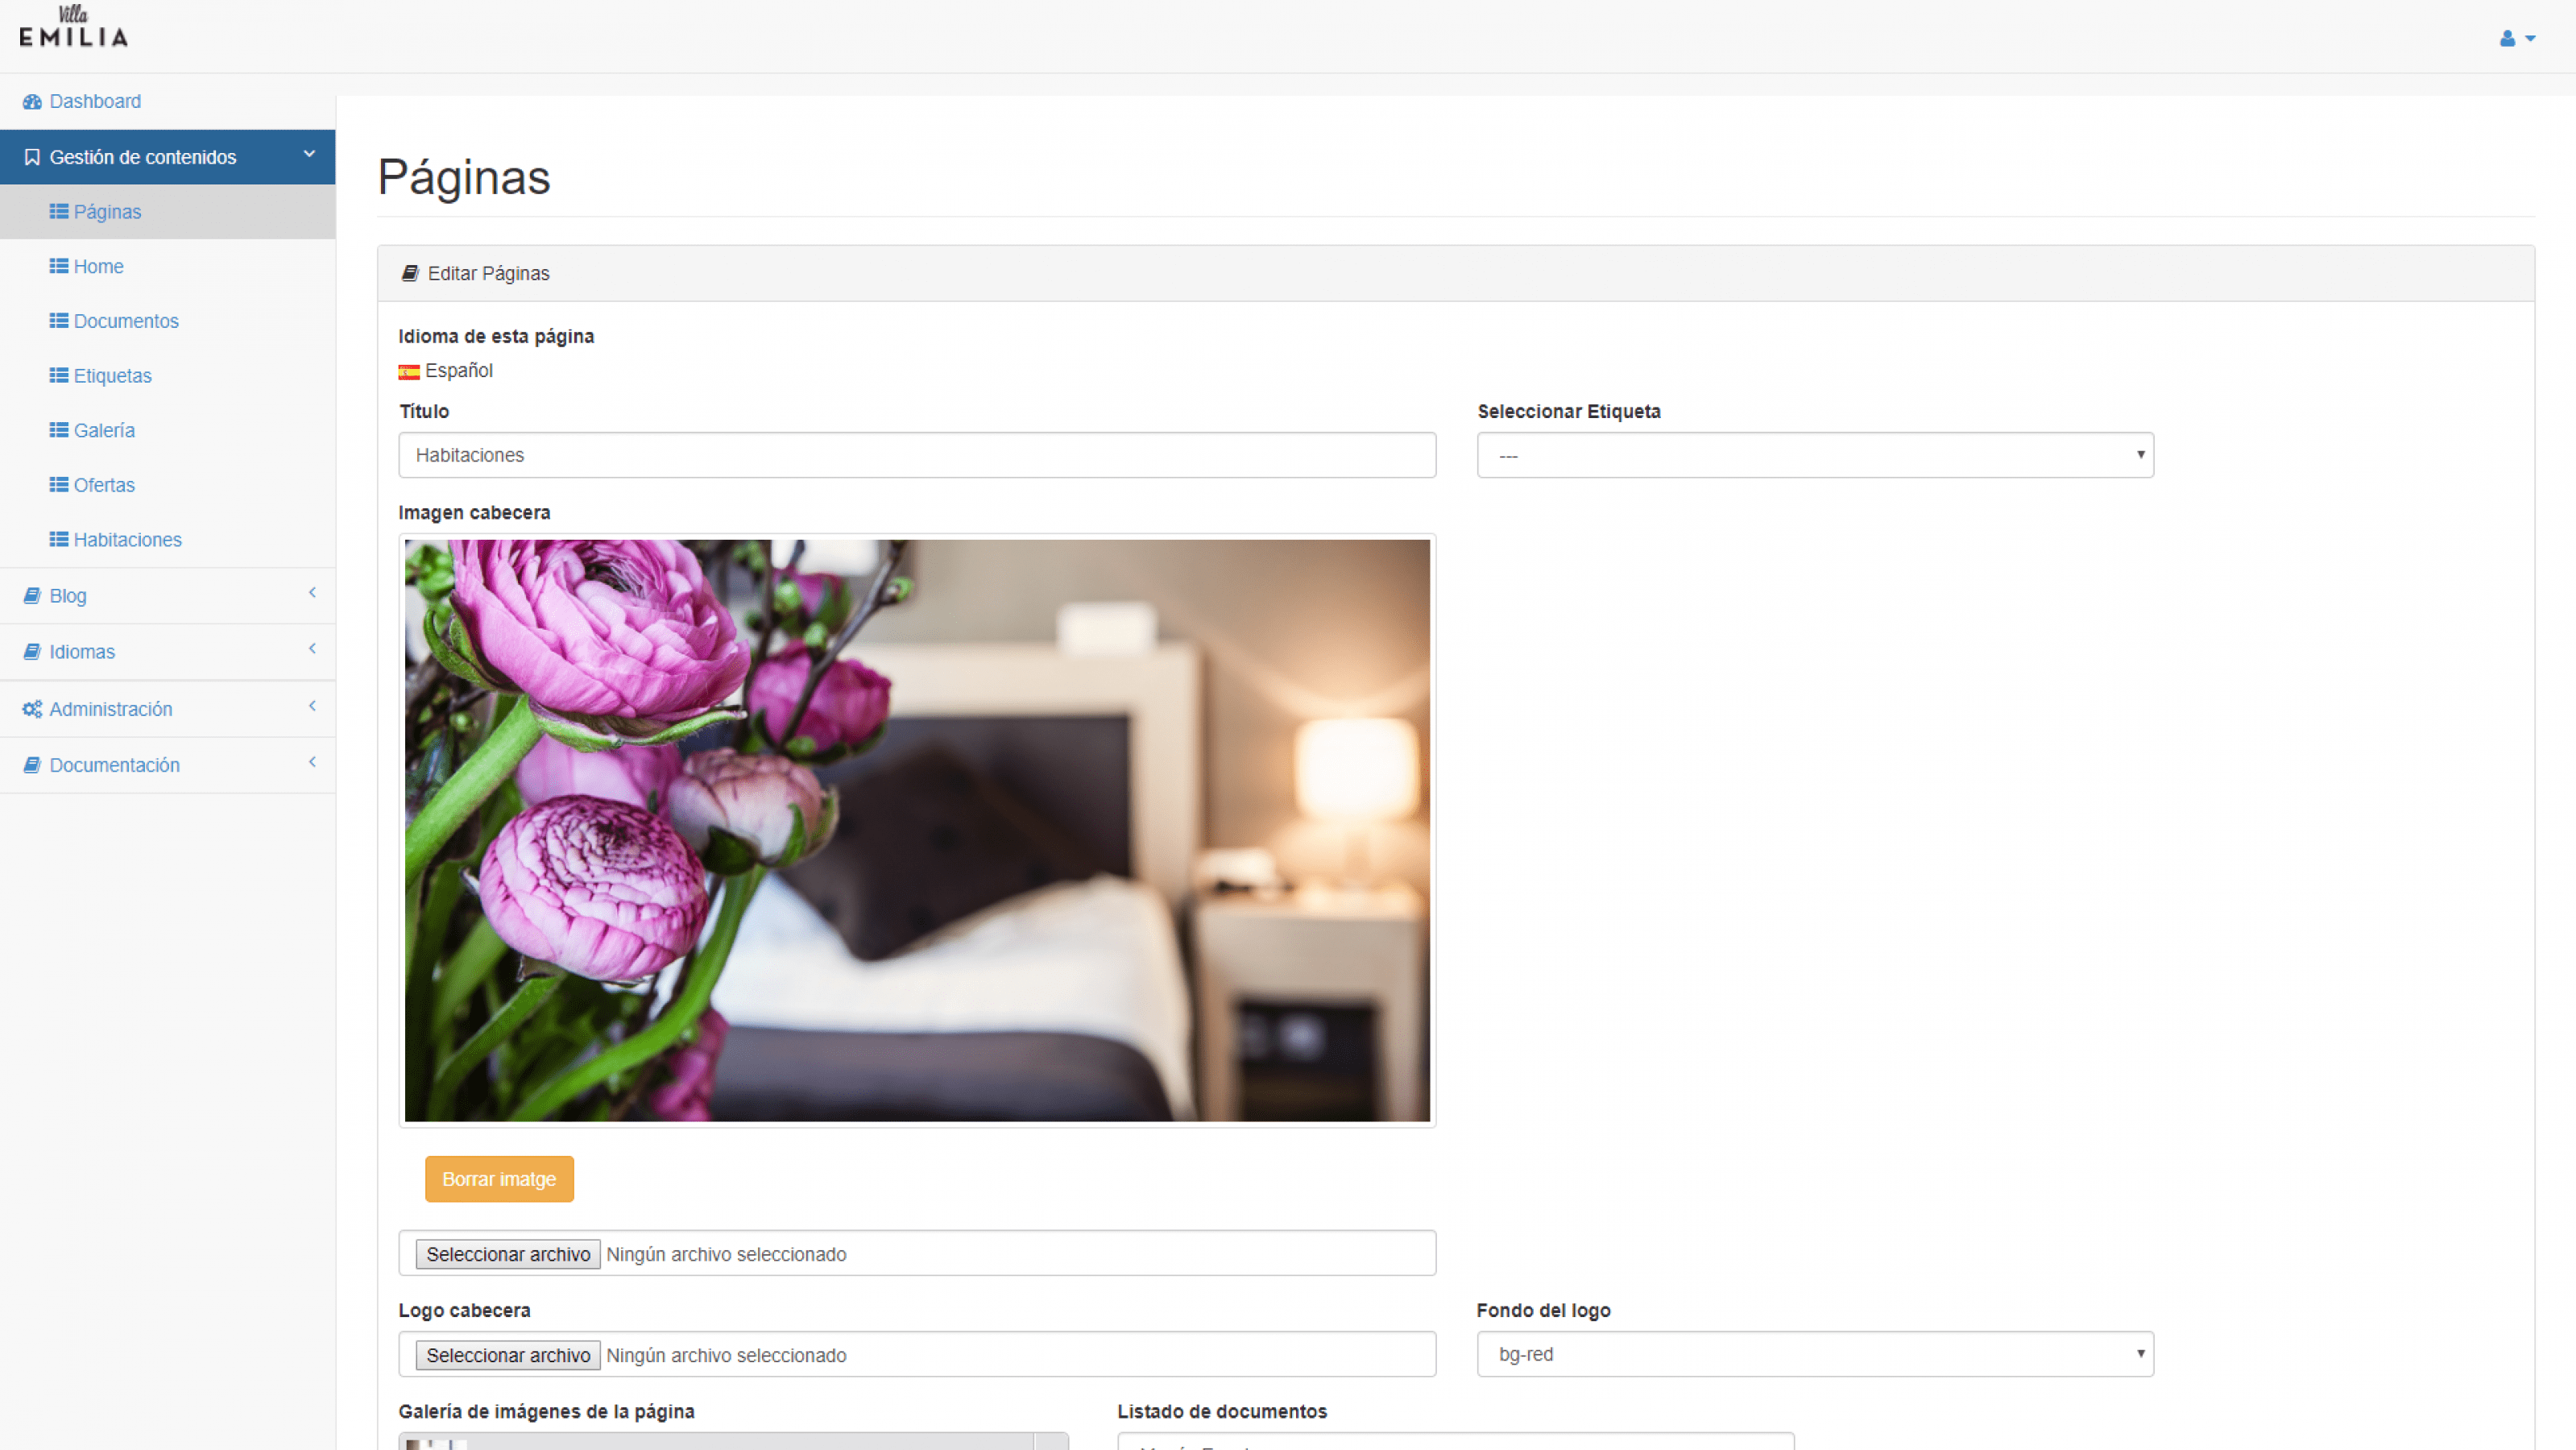 Villa
EMILIA
Dashboard
Gestión de contenidos
Páginas
Home
Documentos
Etiquetas
Galería
Ofertas
Habitaciones
Blog
Idiomas
Administración
Documentación
Páginas
Editar Páginas
Idioma de esta página
Español
Título
Seleccionar Etiqueta
Habitaciones
---
Imagen cabecera
Borrar imatge
Seleccionar archivo Ningún archivo seleccionado
Logo cabecera
Fondo del logo
Seleccionar archivo Ningún archivo seleccionado
bg-red
Galería de imágenes de la página
Listado de documentos